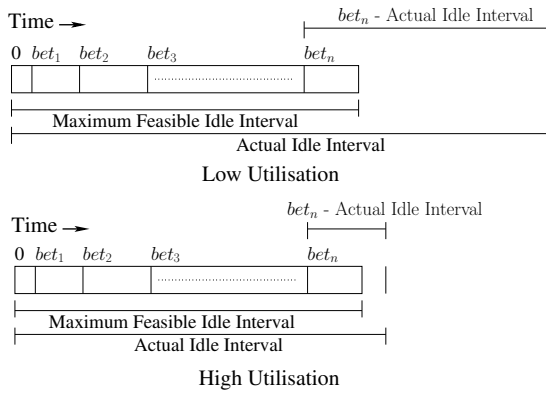 bet_n - Actual Idle Interval
Time
0 bet_1 bet_2 bet_3 bet_n
Maximum Feasible Idle Interval
Actual Idle Interval
Low Utilisation
bet_n - Actual Idle Interval
Time
0 bet_1 bet_2 bet_3 bet_n
Maximum Feasible Idle Interval
Actual Idle Interval
High Utilisation